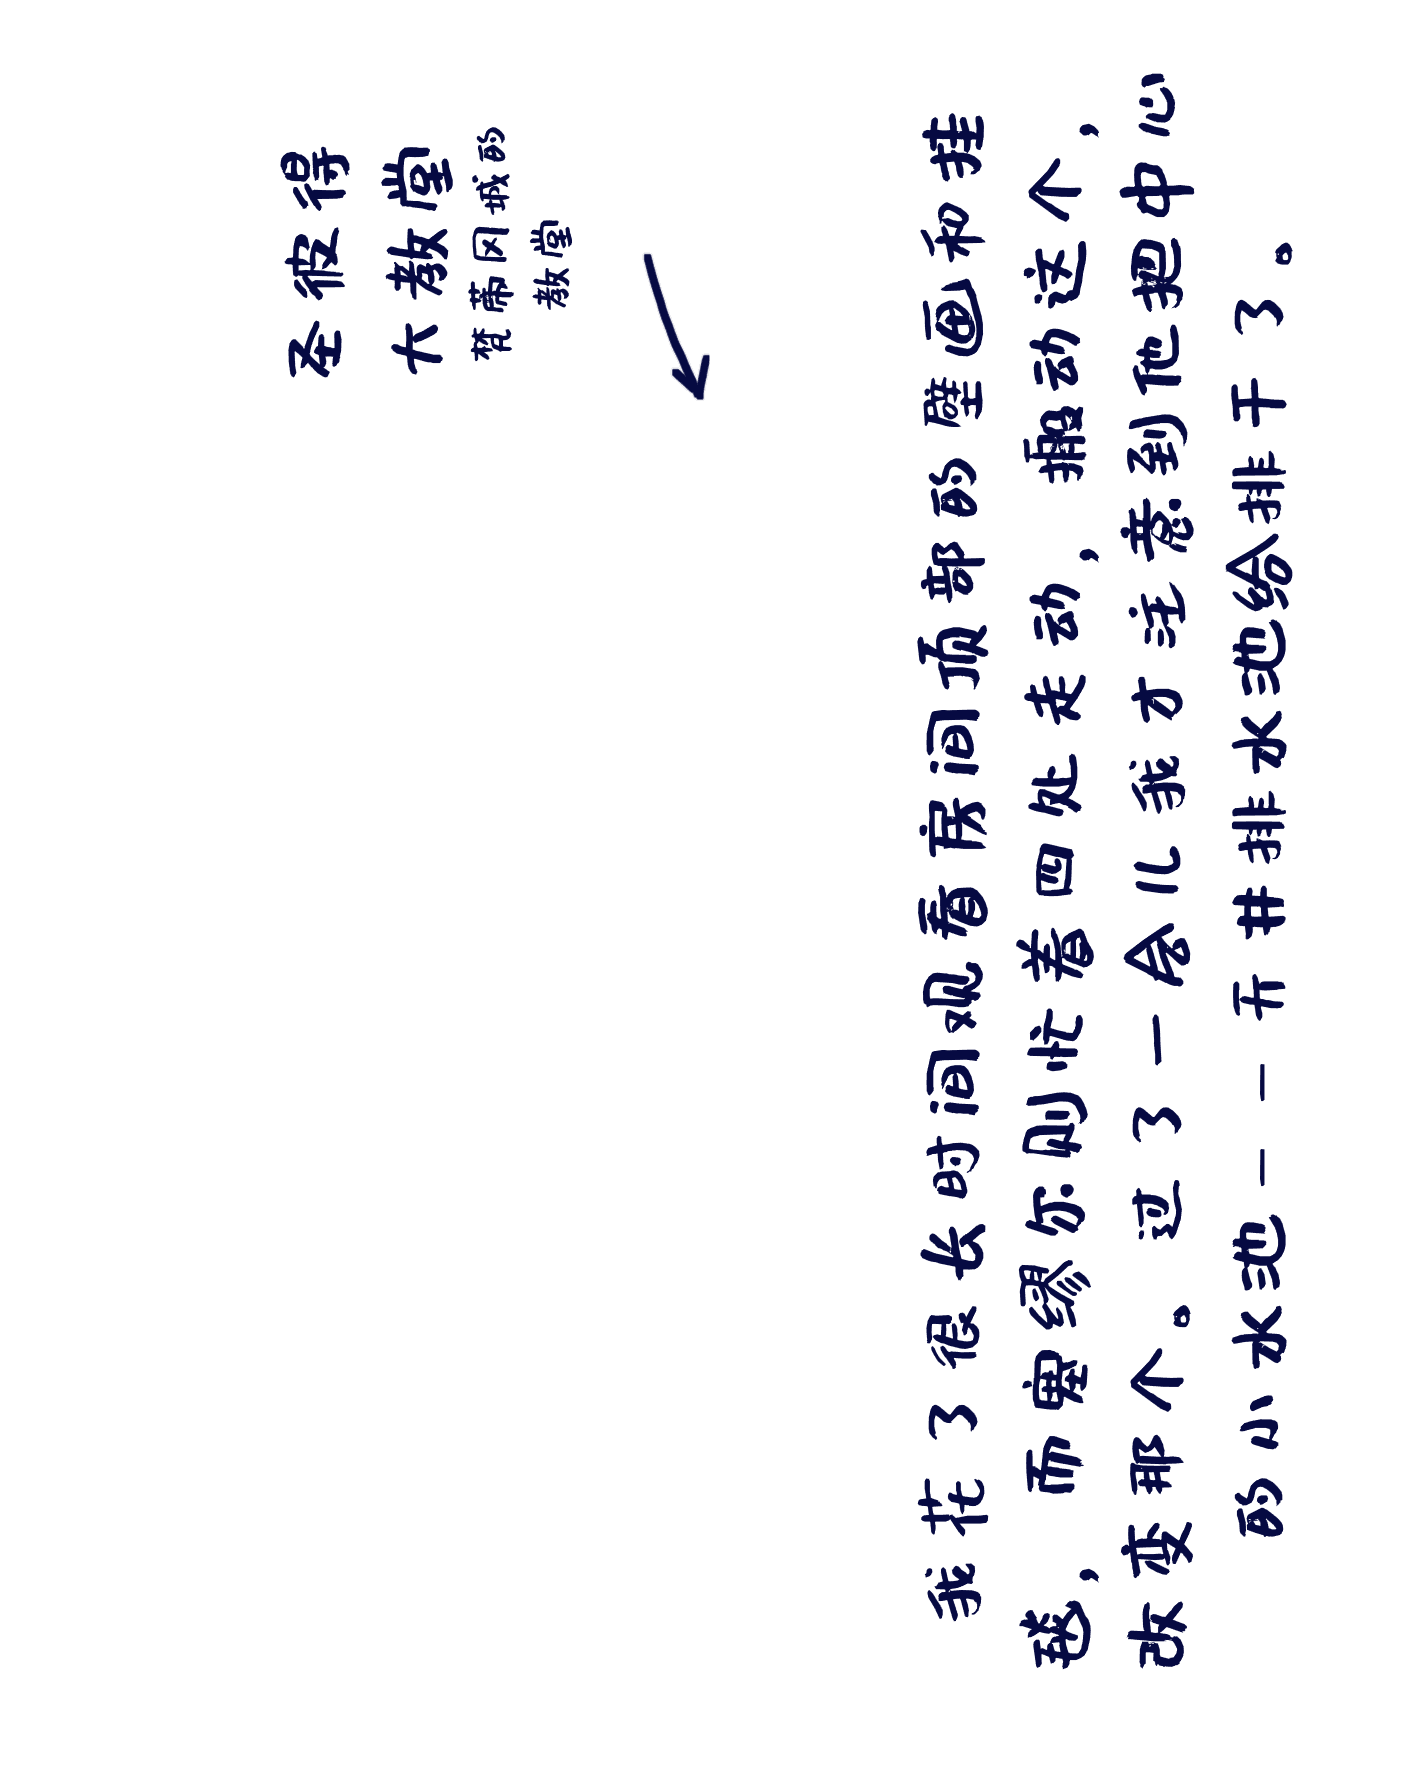 圣彼得
大教堂
梵蒂冈城的
教堂
我花了很长时间观看房间顶部的壁画和挂
毯，而塞缪尔则忙着四处走动，搬动这个，
改变那个。过了一会儿我才注意到他把中心
的小水池——天井排水池给排干了。